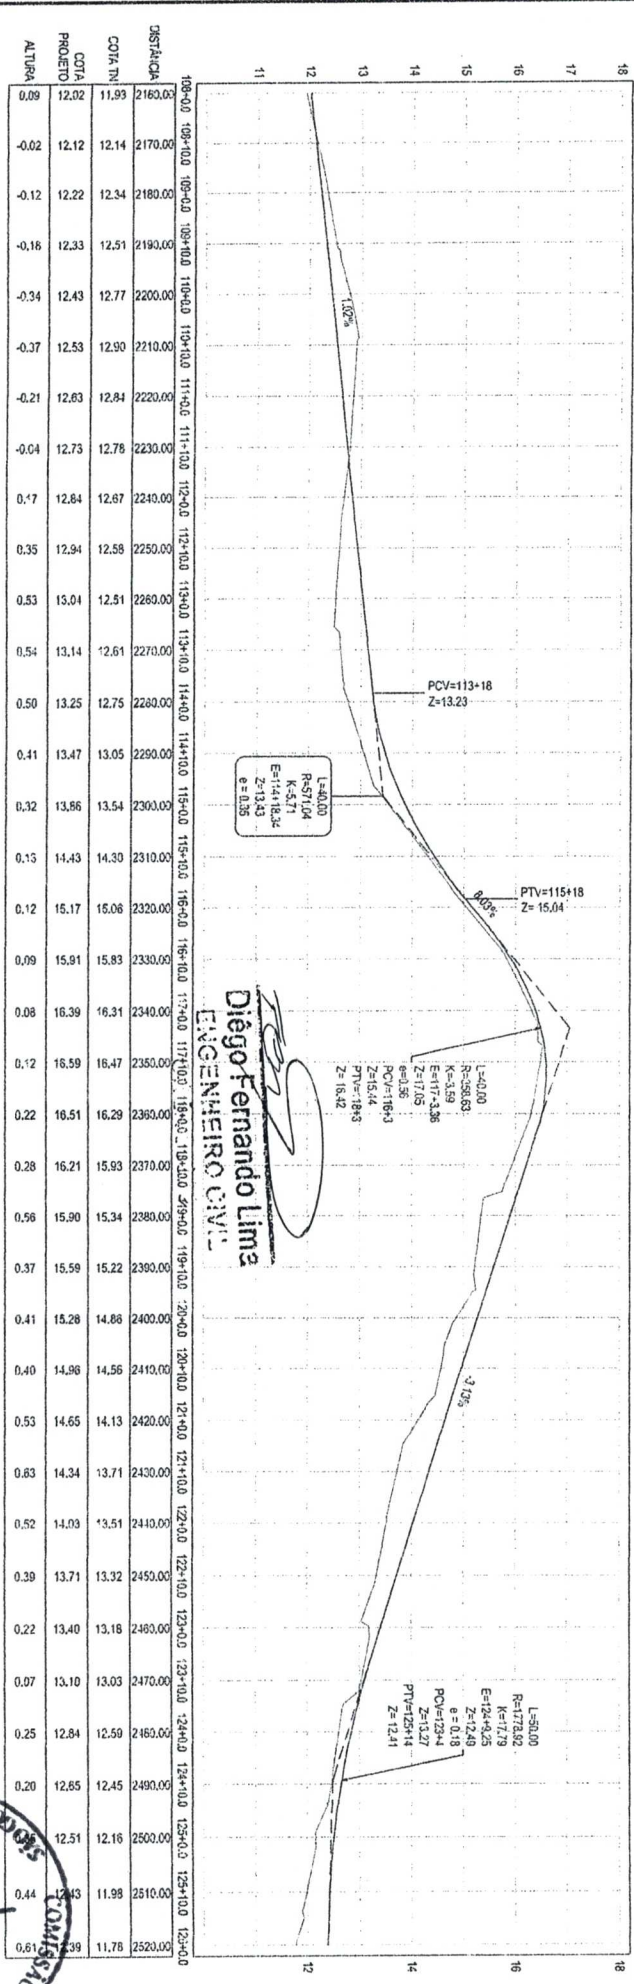 18
17
16
15
14
13
12
11
18
17
16
15
14
13
12
1.02%
PCV=113+18
Z=13.23
L=40.00
R=571.04
K=5.71
E=114+18.34
Z=13.43
e = 0.35
PTV=115+18
Z= 15.04
8.03%
L=40.00
R=358.63
K=-3.59
E=117+3.36
Z=17.05
e=0.56
PCV=116+3
Z=15.44
PTV=118+3
Z= 16.42
-3.13%
L=50.00
R=1778.92
K=17.79
E=124+9.25
Z=12.49
e = 0.18
PCV=123+4
Z=13.27
PTV=125+14
Z= 12.41
Diêgo Fernando Lima
ENGENHEIRO CIVIL
108+0.0 108+10.0 109+0.0 109+10.0 110+0.0 110+10.0 111+0.0 111+10.0 112+0.0 112+10.0 113+0.0 113+10.0 114+0.0 114+10.0 115+0.0 115+10.0 116+0.0 116+10.0 117+0.0 117+10.0 118+0.0 118+10.0 119+0.0 119+10.0 120+0.0 120+10.0 121+0.0 121+10.0 122+0.0 122+10.0 123+0.0 123+10.0 124+0.0 124+10.0 125+0.0 125+10.0 126+0.0
DISTÂNCIA 2160.00 2170.00 2180.00 2190.00 2200.00 2210.00 2220.00 2230.00 2240.00 2250.00 2260.00 2270.00 2280.00 2290.00 2300.00 2310.00 2320.00 2330.00 2340.00 2350.00 2360.00 2370.00 2380.00 2390.00 2400.00 2410.00 2420.00 2430.00 2440.00 2450.00 2460.00 2470.00 2480.00 2490.00 2500.00 2510.00 2520.00
COTA TN 11.93 12.14 12.34 12.51 12.77 12.90 12.84 12.78 12.67 12.58 12.51 12.61 12.75 13.05 13.54 14.30 15.06 15.83 16.31 16.47 16.29 15.93 15.34 15.22 14.88 14.56 14.13 13.71 13.51 13.32 13.18 13.03 12.59 12.45 12.16 11.98 11.78
COTA PROJETO 12.02 12.12 12.22 12.33 12.43 12.53 12.63 12.73 12.84 12.94 13.04 13.14 13.25 13.47 13.86 14.43 15.17 15.91 16.39 16.59 16.51 16.21 15.90 15.59 15.28 14.96 14.65 14.34 14.03 13.71 13.40 13.10 12.84 12.65 12.51 12.43 12.39
ALTURA 0.09 -0.02 -0.12 -0.18 -0.34 -0.37 -0.21 -0.04 0.17 0.35 0.53 0.54 0.50 0.41 0.32 0.13 0.12 0.09 0.08 0.12 0.22 0.28 0.56 0.37 0.41 0.40 0.53 0.63 0.52 0.39 0.22 0.07 0.25 0.20 0.44 0.61
COMISSÃO